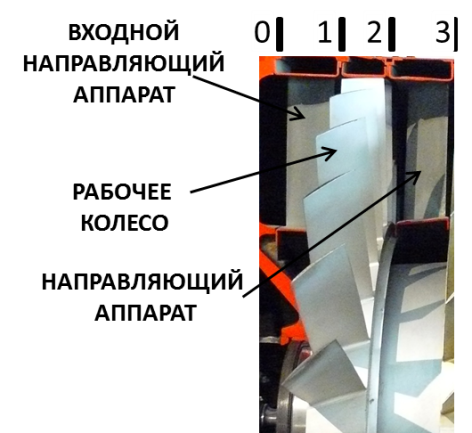 0 1 2 3
ВХОДНОЙ
НАПРАВЛЯЮЩИЙ
АППАРАТ
РАБОЧЕЕ
КОЛЕСО
НАПРАВЛЯЮЩИЙ
АППАРАТ